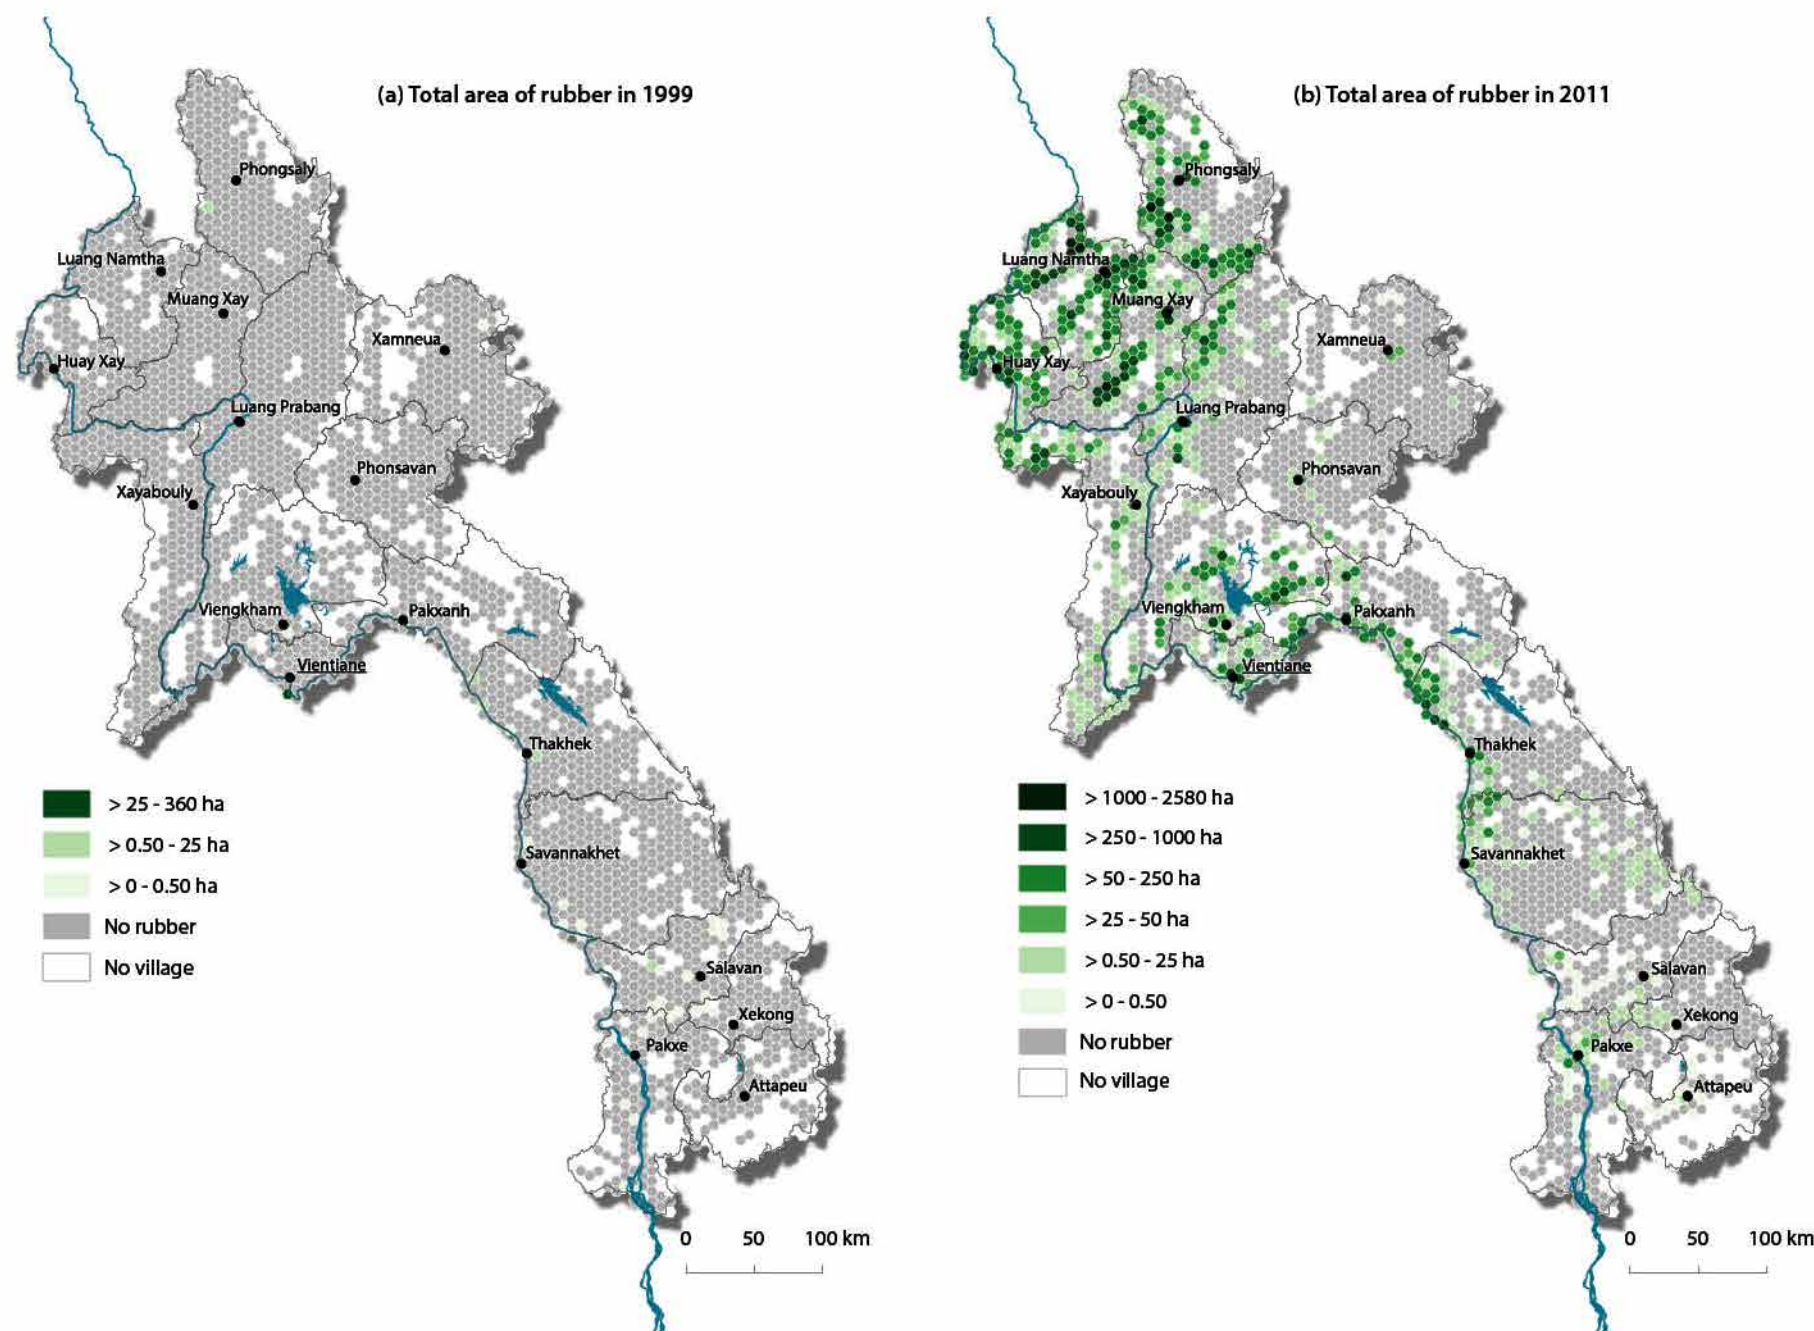 (a) Total area of rubber in 1999
Phongsaly
Luang Namtha
Muang Xay
Xamneua
Huay Xay
Luang Prabang
Phonsavan
Xayabouly
Viengkham
Pakxanh
Vientiane
Thakhek
Savannakhet
Salavan
Xekong
Pakxe
Attapeu
> 25 - 360 ha
> 0.50 - 25 ha
> 0 - 0.50 ha
No rubber
No village
0 50 100 km
(b) Total area of rubber in 2011
Phongsaly
Luang Namtha
Muang Xay
Xamneua
Huay Xay
Luang Prabang
Phonsavan
Xayabouly
Viengkham
Pakxanh
Vientiane
Thakhek
Savannakhet
Salavan
Xekong
Pakxe
Attapeu
> 1000 - 2580 ha
> 250 - 1000 ha
> 50 - 250 ha
> 25 - 50 ha
> 0.50 - 25 ha
> 0 - 0.50
No rubber
No village
0 50 100 km